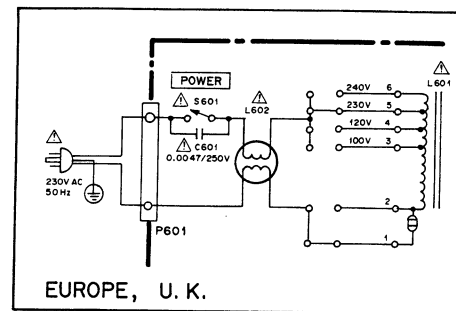 POWER
S601
C601
0.0047/250V
L602
L601
240V 6
230V 5
120V 4
100V 3
2
1
230V AC
50Hz
P601
EUROPE, U. K.